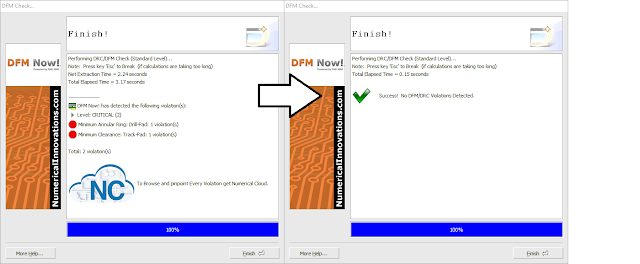 DFM Check...
Finish!
DFM Now!
NumericalInnovations.com
Performing DRC/DFM Check (Standard Level)...
Note: Press key 'Esc' to Break (if calculations are taking too long)
Net Extraction Time = 2.24 seconds
Total Elapsed Time = 3.17 seconds
DFM Now! has detected the following violation(s):
Level: CRITICAL (2)
Minimum Annular Ring: Drill-Pad: 1 violation(s)
Minimum Clearance: Track-Pad: 1 violation(s)
Total: 2 violation(s)
NC
To Browse and pinpoint Every Violation get Numerical Cloud.
100%
More Help...
Finish
DFM Check...
Finish!
DFM Now!
NumericalInnovations.com
Performing DRC/DFM Check (Standard Level)...
Note: Press key 'Esc' to Break (if calculations are taking too long)
Total Elapsed Time = 0.15 seconds
Success! No DFM/DRC Violations Detected.
100%
More Help...
Finish